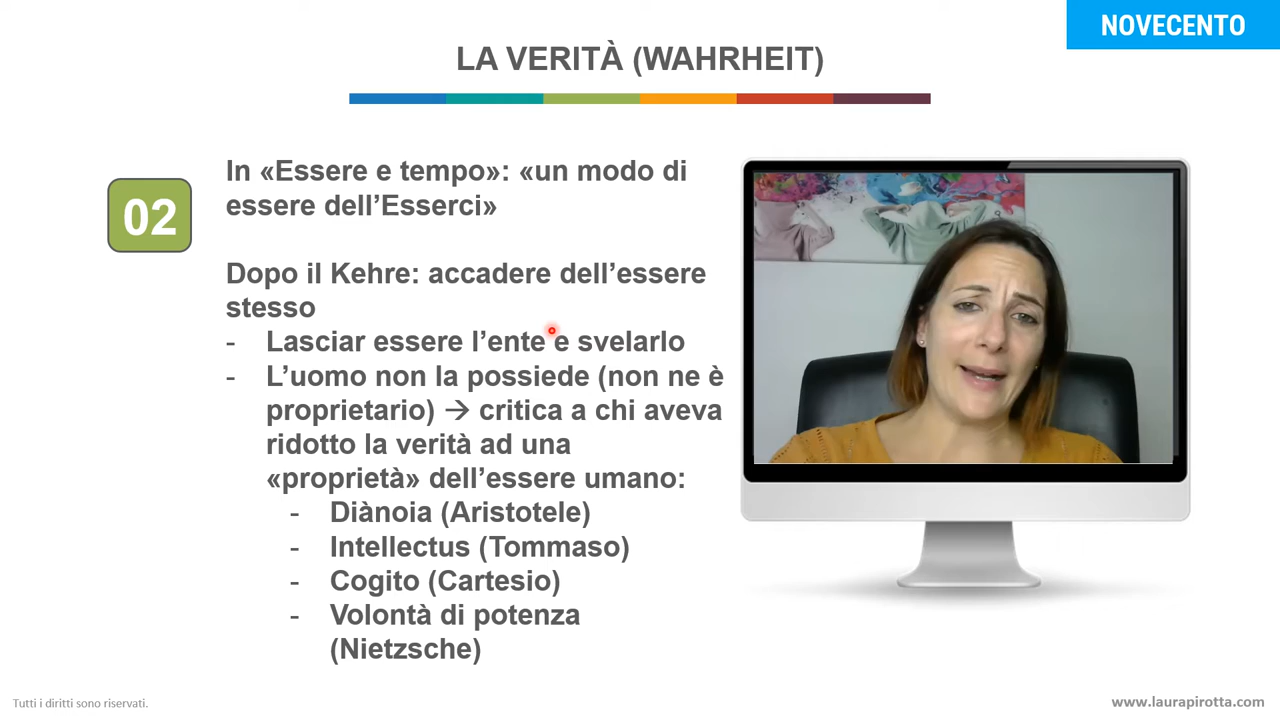 NOVECENTO
LA VERITÀ (WAHRHEIT)
02
In «Essere e tempo»: «un modo di
essere dell’Esserci»
Dopo il Kehre: accadere dell’essere
stesso
- Lasciar essere l’ente e svelarlo
- L’uomo non la possiede (non ne è
proprietario) → critica a chi aveva
ridotto la verità ad una
«proprietà» dell’essere umano:
- Diànoia (Aristotele)
- Intellectus (Tommaso)
- Cogito (Cartesio)
- Volontà di potenza
(Nietzsche)
Tutti i diritti sono riservati.
www.laurapirotta.com